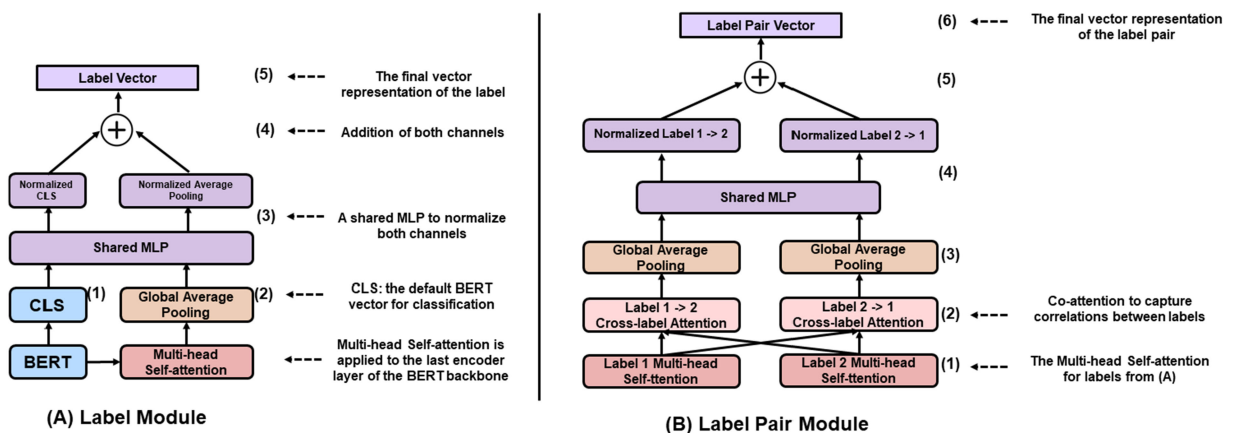 Label Vector
(5)
The final vector
representation of the label
(4)
Addition of both channels
Normalized
CLS
Normalized Average
Pooling
(3)
A shared MLP to normalize
both channels
Shared MLP
CLS
(1)
Global Average
Pooling
(2)
CLS: the default BERT
vector for classification
BERT
Multi-head
Self-attention
Multi-head Self-attention is
applied to the last encoder
layer of the BERT backbone
(A) Label Module
Label Pair Vector
(6)
The final vector representation
of the label pair
(5)
Normalized Label 1 -> 2
Normalized Label 2 -> 1
(4)
Shared MLP
Global Average
Pooling
Global Average
Pooling
(3)
Label 1 -> 2
Cross-label Attention
Label 2 -> 1
Cross-label Attention
(2)
Co-attention to capture
correlations between labels
Label 1 Multi-head
Self-ttention
Label 2 Multi-head
Self-ttention
(1)
The Multi-head Self-attention
for labels from (A)
(B) Label Pair Module